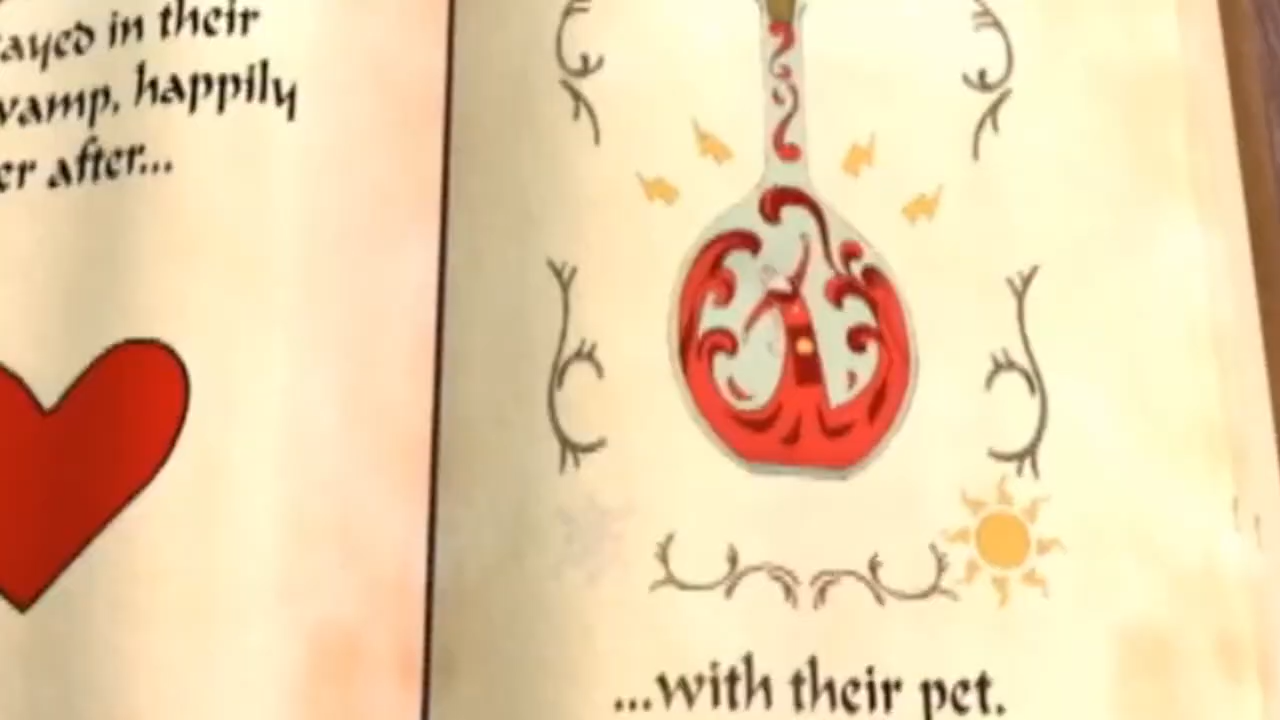 ayed in their
wamp, happily
er after...
...with their pet.